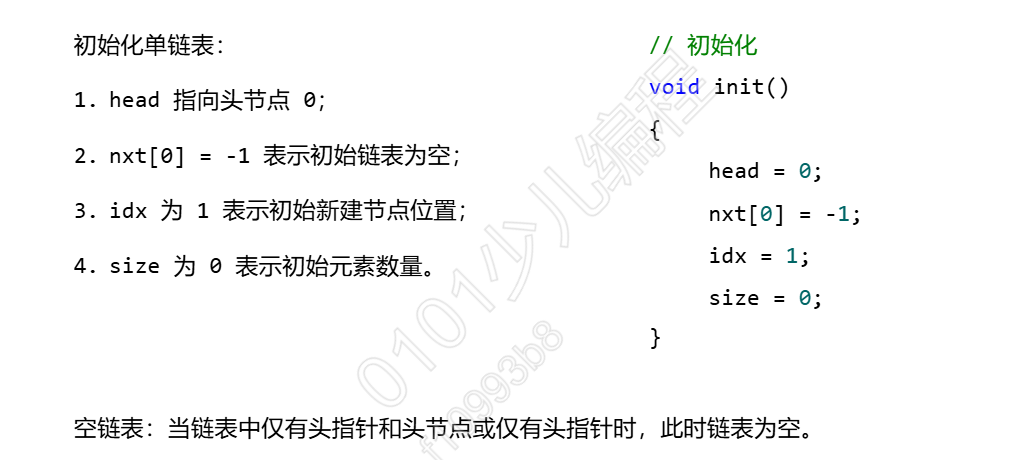 初始化单链表：
1. head 指向头节点 0；
2. nxt[0] = -1 表示初始链表为空；
3. idx 为 1 表示初始新建节点位置；
4. size 为 0 表示初始元素数量。
// 初始化
void init()
{
head = 0;
nxt[0] = -1;
idx = 1;
size = 0;
}
空链表：当链表中仅有头指针和头节点或仅有头指针时，此时链表为空。
0101少儿编程